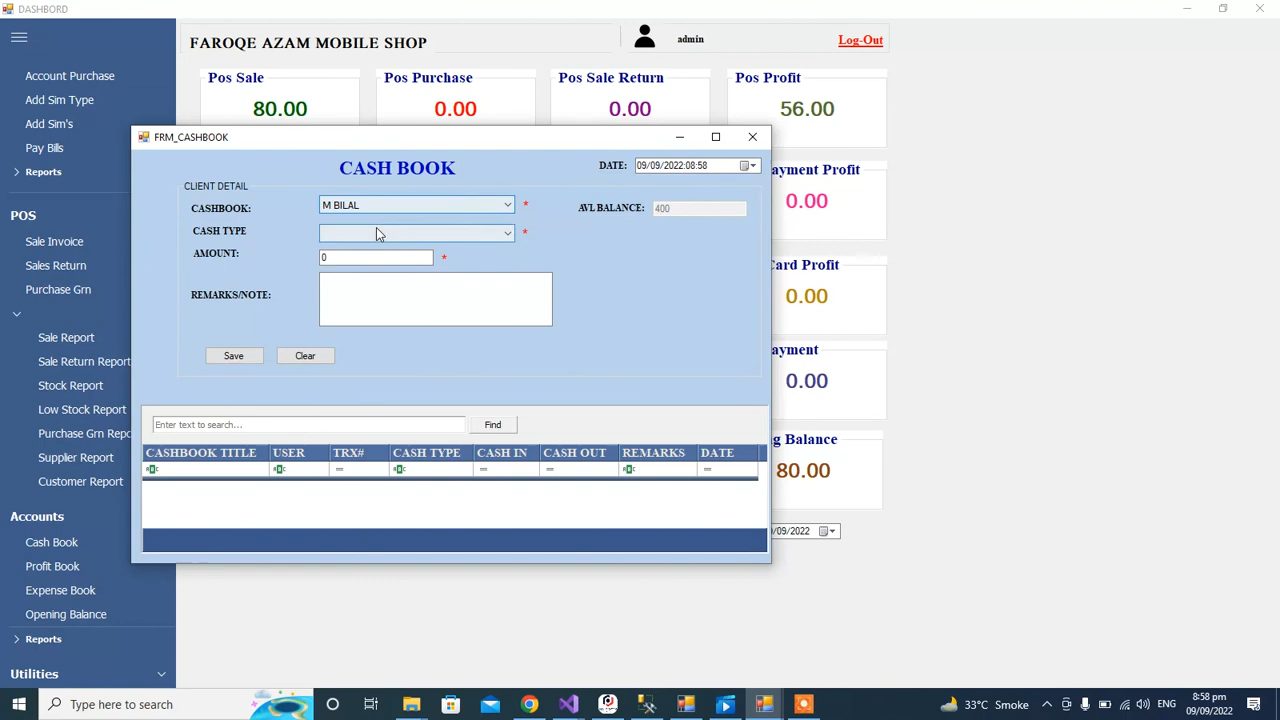 DASHBORD
FAROQE AZAM MOBILE SHOP
admin
Log-Out
Account Purchase
Add Sim Type
Add Sim's
Pay Bills
Reports
POS
Sale Invoice
Sales Return
Purchase Grn
Sale Report
Sale Return Report
Stock Report
Low Stock Report
Purchase Grn Repo
Supplier Report
Customer Report
Accounts
Cash Book
Profit Book
Expense Book
Opening Balance
Reports
Utilities
Pos Sale
80.00
Pos Purchase
0.00
Pos Sale Return
0.00
Pos Profit
56.00
ayment Profit
0.00
Card Profit
0.00
ayment
0.00
g Balance
80.00
/09/2022
FRM_CASHBOOK
CASH BOOK
DATE: 09/09/2022:08:58
CLIENT DETAIL
CASHBOOK: M BILAL *
AVL BALANCE: 400
CASH TYPE *
AMOUNT: 0 *
REMARKS/NOTE:
Save Clear
Enter text to search... Find
CASHBOOK TITLE USER TRX# CASH TYPE CASH IN CASH OUT REMARKS DATE
Type here to search
33°C Smoke
ENG
8:58 pm
09/09/2022